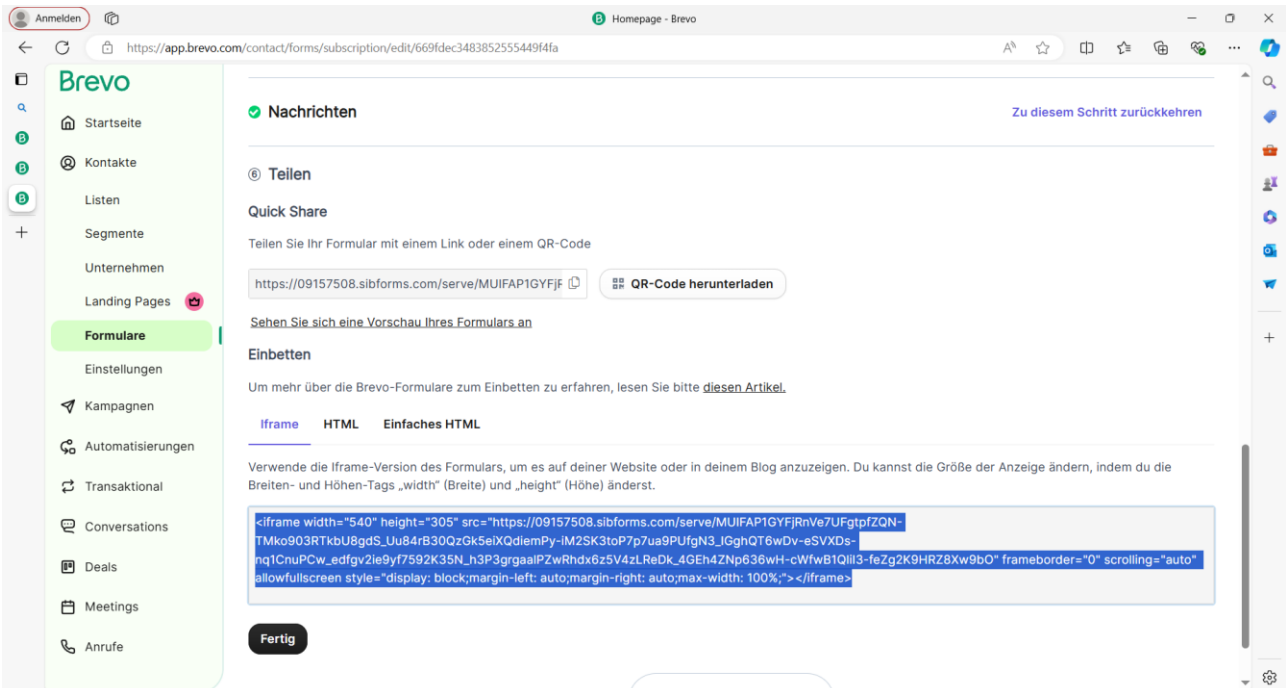 Anmelden
Homepage - Brevo
https://app.brevo.com/contact/forms/subscription/edit/669fdec3483852555449f4fa
Brevo
Startseite
Kontakte
Listen
Segmente
Unternehmen
Landing Pages
Formulare
Einstellungen
Kampagnen
Automatisierungen
Transaktional
Conversations
Deals
Meetings
Anrufe
Nachrichten
Zu diesem Schritt zurückkehren
6 Teilen
Quick Share
Teilen Sie Ihr Formular mit einem Link oder einem QR-Code
https://09157508.sibforms.com/serve/MUIFAP1GYFjF
QR-Code herunterladen
Sehen Sie sich eine Vorschau Ihres Formulars an
Einbetten
Um mehr über die Brevo-Formulare zum Einbetten zu erfahren, lesen Sie bitte diesen Artikel.
Iframe HTML Einfaches HTML
Verwende die Iframe-Version des Formulars, um es auf deiner Website oder in deinem Blog anzuzeigen. Du kannst die Größe der Anzeige ändern, indem du die
Breiten- und Höhen-Tags „width" (Breite) und „height" (Höhe) änderst.
<iframe width="540" height="305" src="https://09157508.sibforms.com/serve/MUIFAP1GYFjRnVe7UFgtpfZQN-
TMko903RTkbU8gdS_Uu84rB30QzGk5eiXQdiemPy-iM2SK3toP7p7ua9PUfgN3_IGghQT6wDv-eSVXDs-
nq1CnuPCw_edfgv2ie9yf7592K35N_h3P3grgaalPZwRhdx6z5V4zLReDk_4GEh4ZNp636wH-cWfwB1QliI3-feZg2K9HRZ8Xw9bO" frameborder="0" scrolling="auto"
allowfullscreen style="display: block;margin-left: auto;margin-right: auto;max-width: 100%;"></iframe>
Fertig